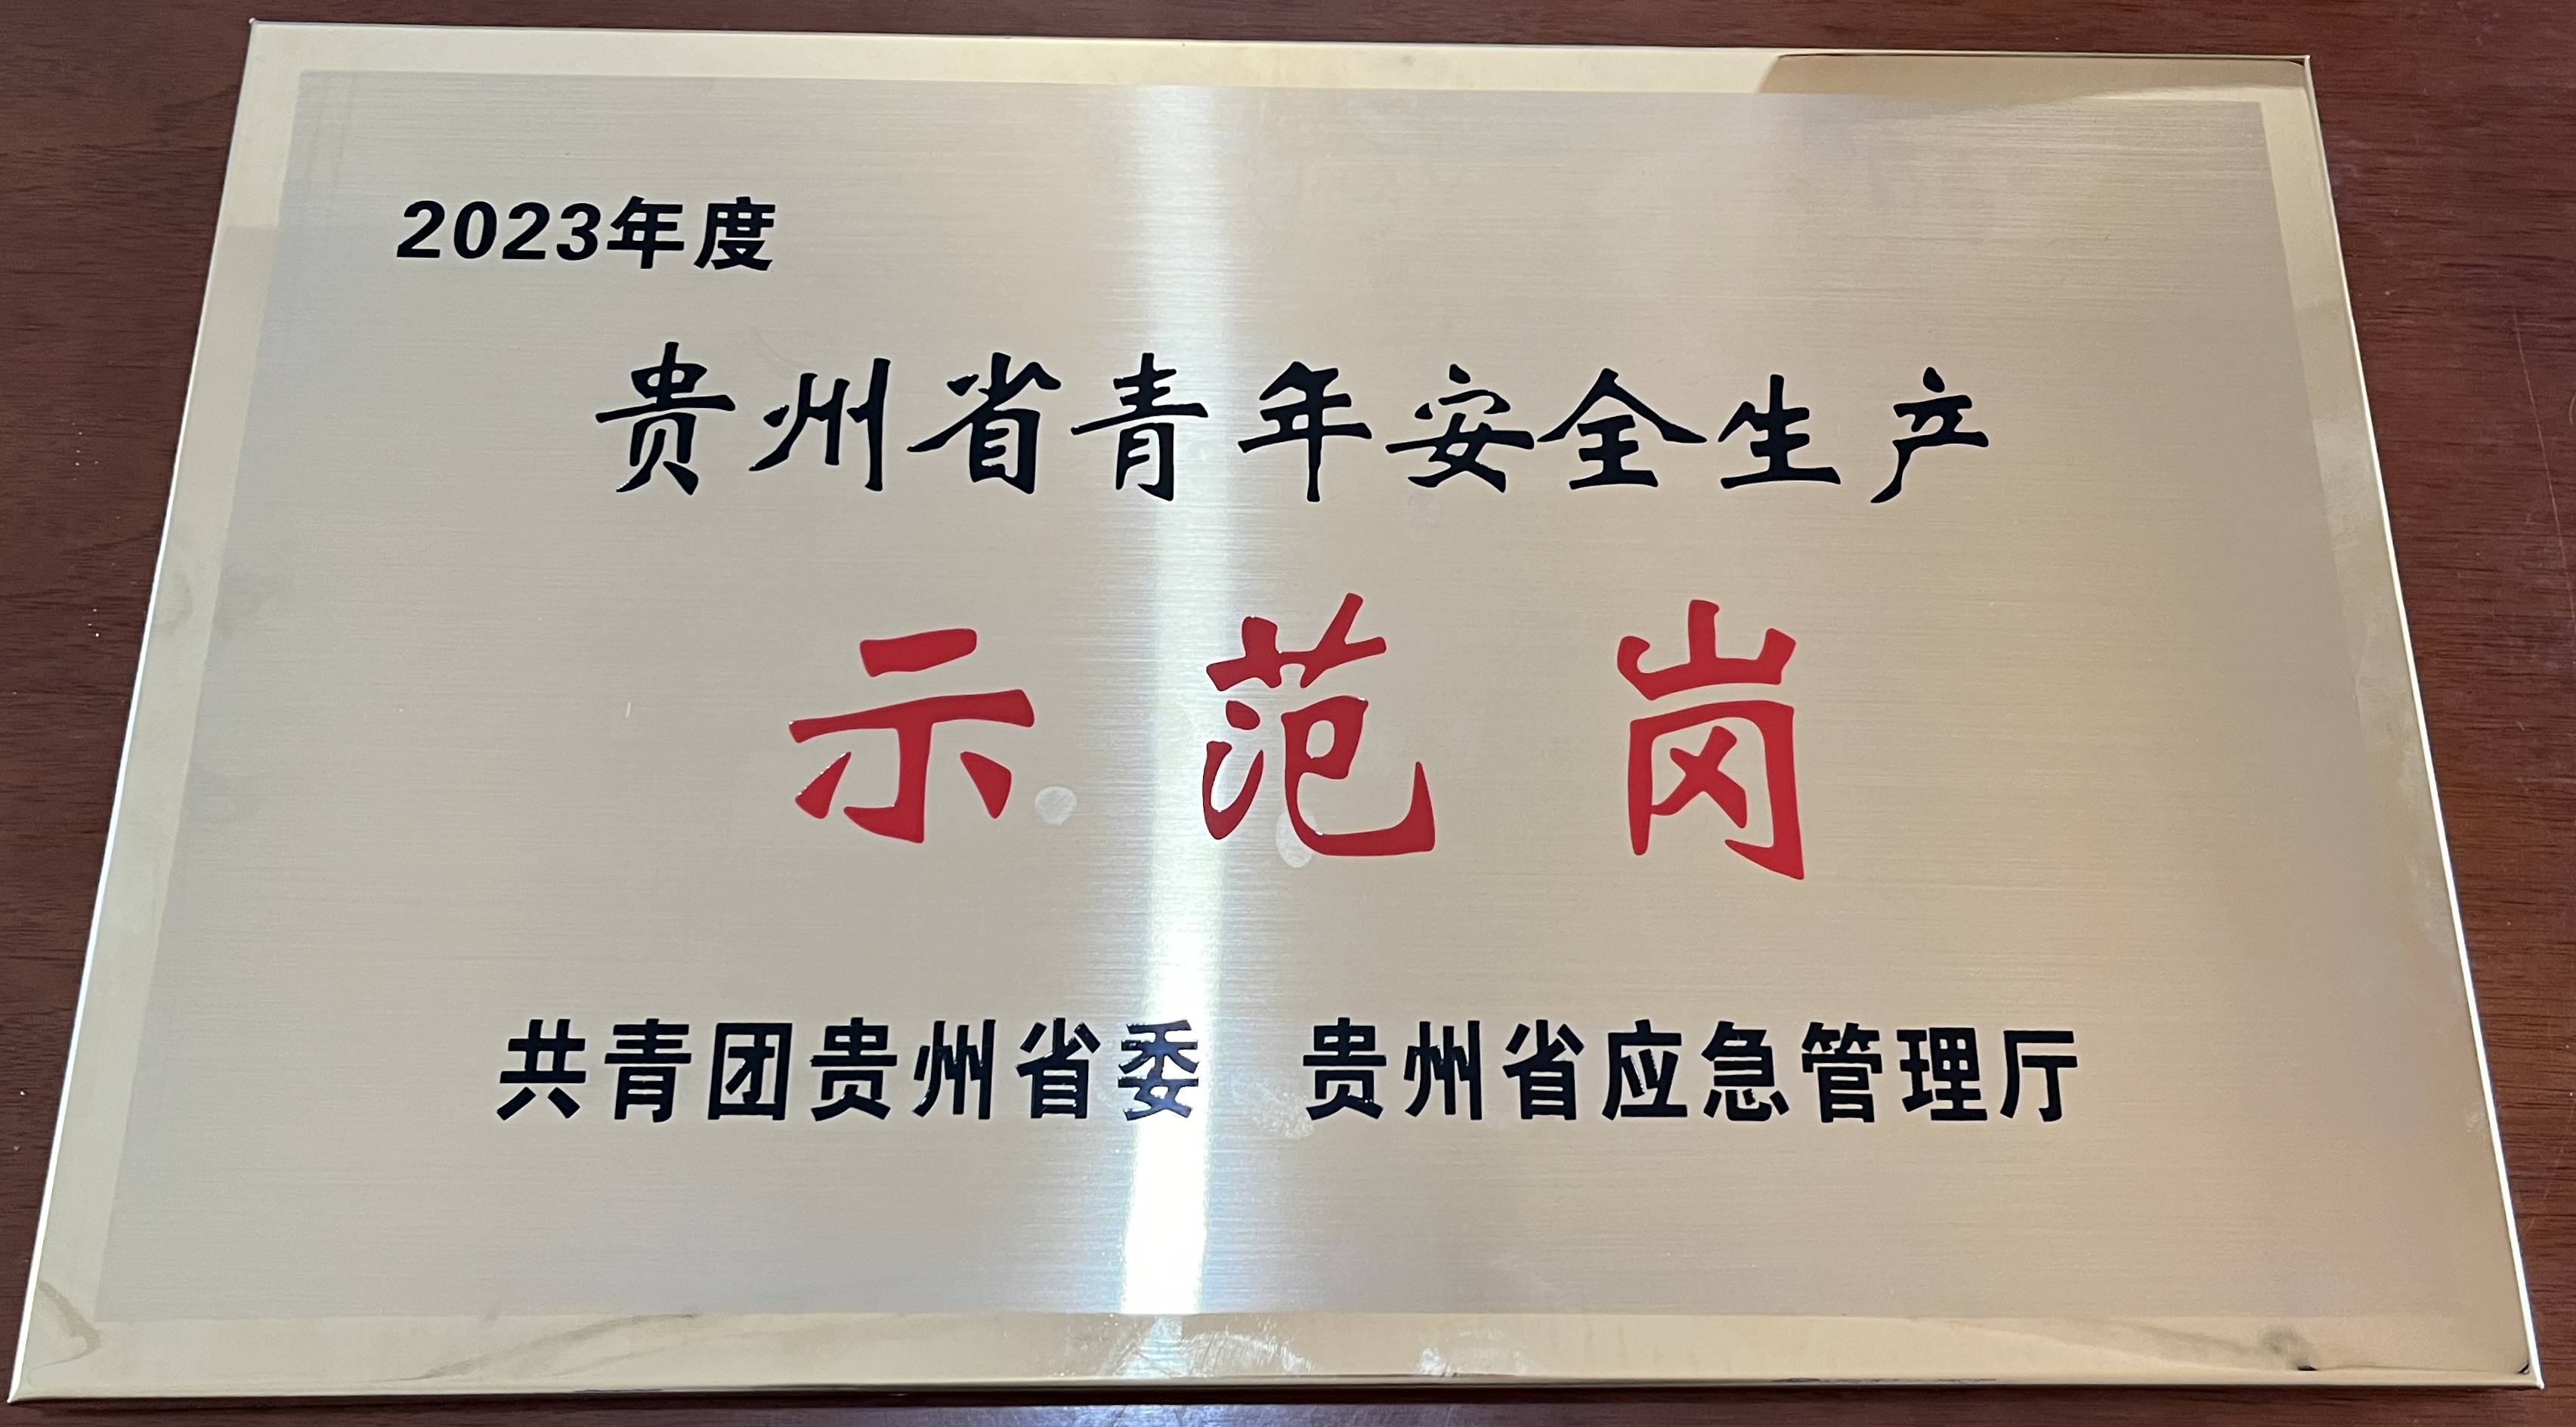 2023年度
贵州省青年安全生产
示范岗
共青团贵州省委 贵州省应急管理厅